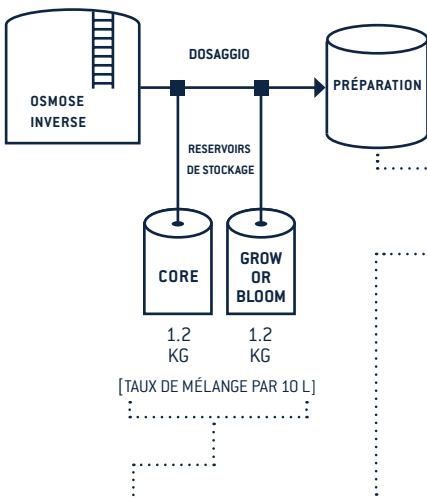 DOSAGGIO
OSMOSE
INVERSE
PRÉPARATION
RESERVOIRS
DE STOCKAGE
CORE
GROW
OR
BLOOM
1.2
KG
1.2
KG
[TAUX DE MÉLANGE PAR 10 L]